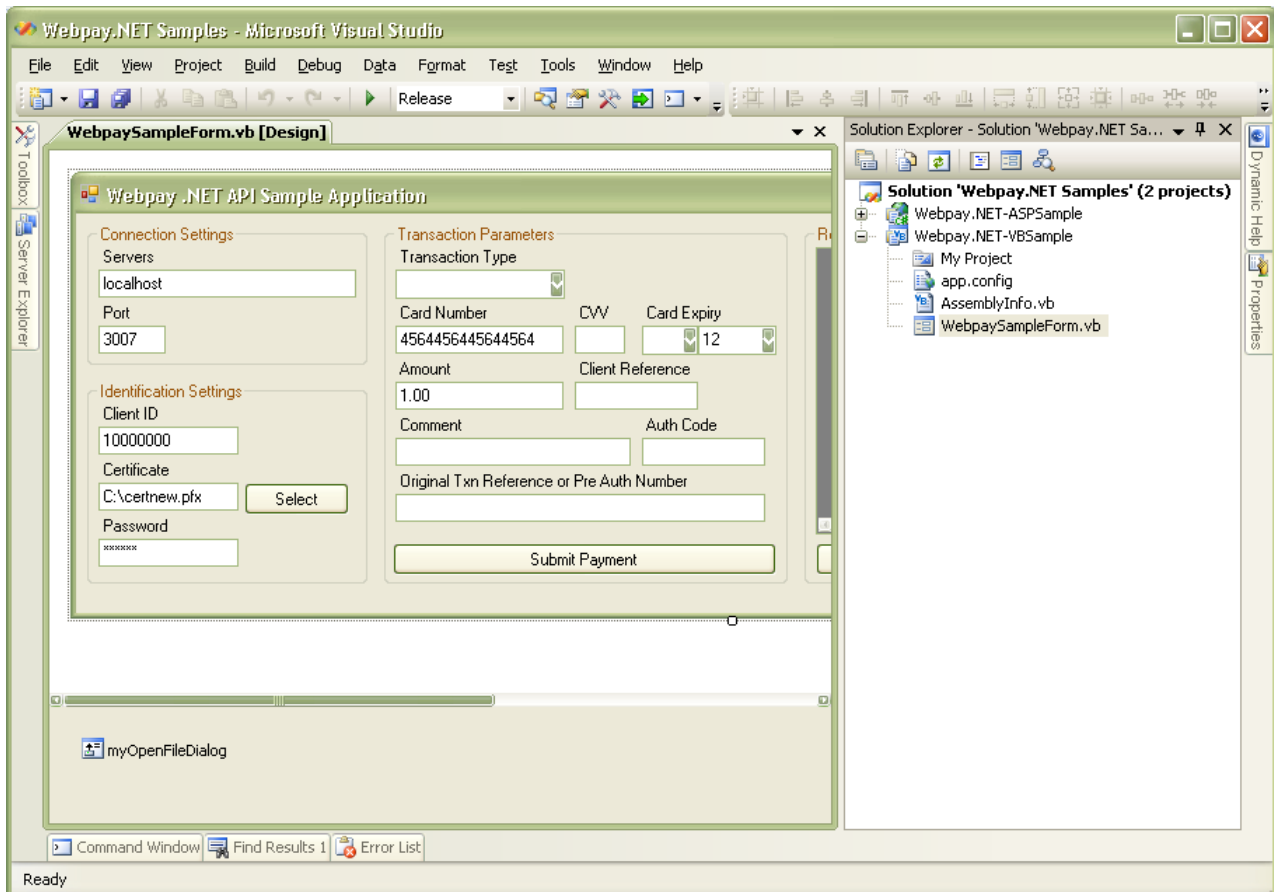 Webpay.NET Samples - Microsoft Visual Studio
File Edit View Project Build Debug Data Format Test Tools Window Help
Release
Toolbox
Server Explorer
WebpaySampleForm.vb [Design]
Webpay .NET API Sample Application
Connection Settings
Servers
localhost
Port
3007
Identification Settings
Client ID
10000000
Certificate
C:\certnew.pfx Select
Password
******
Transaction Parameters
Transaction Type
Card Number CVV Card Expiry
4564456445644564 12
Amount Client Reference
1.00
Comment Auth Code
Original Txn Reference or Pre Auth Number
Submit Payment
Re
myOpenFileDialog
Solution Explorer - Solution 'Webpay.NET Sa...
Solution 'Webpay.NET Samples' (2 projects)
Webpay.NET-ASPSample
Webpay.NET-VBSample
My Project
app.config
AssemblyInfo.vb
WebpaySampleForm.vb
Dynamic Help
Properties
Command Window Find Results 1 Error List
Ready